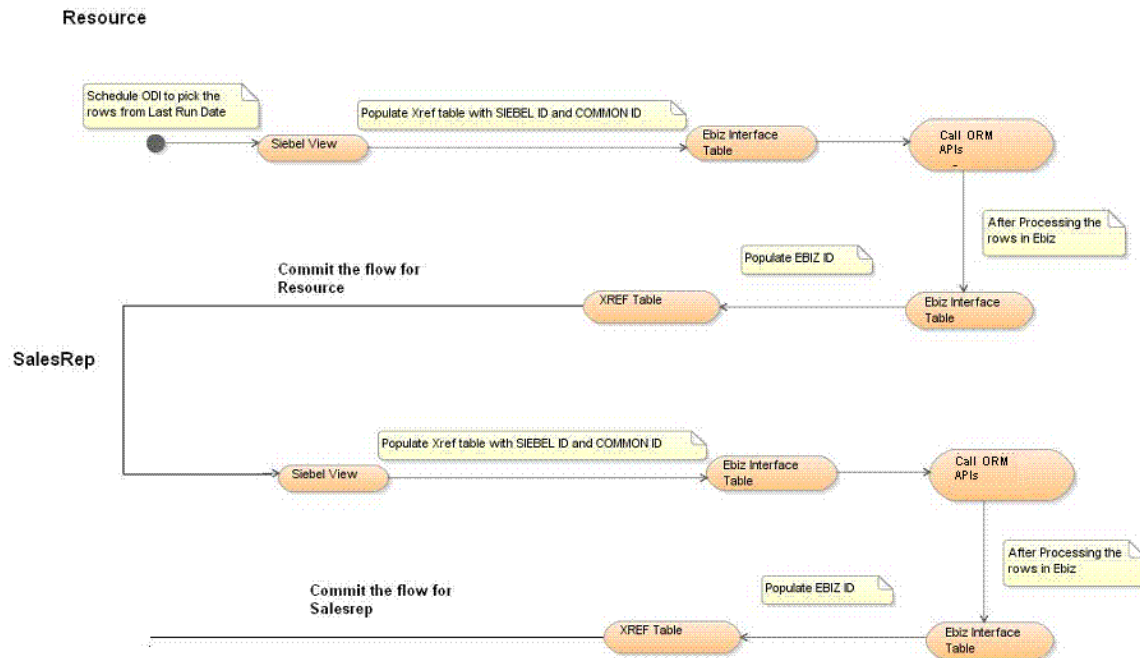 Resource
Schedule ODI to pick the
rows from Last Run Date
Populate Xref table with SIEBEL ID and COMMON ID
Siebel View
Ebiz Interface
Table
Call ORM
APIs
After Processing the
rows in Ebiz
Populate EBIZ ID
Commit the flow for
Resource
XREF Table
Ebiz Interface
Table
SalesRep
Populate Xref table with SIEBEL ID and COMMON ID
Siebel View
Ebiz Interface
Table
Call ORM
APIs
After Processing the
rows in Ebiz
Populate EBIZ ID
Commit the flow for
Salesrep
XREF Table
Ebiz Interface
Table